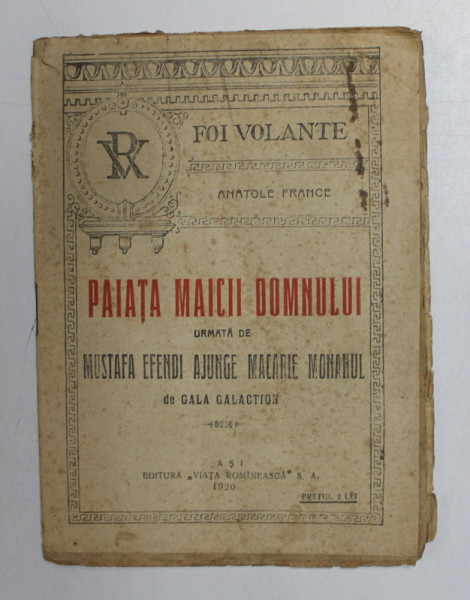 VR
FOI VOLANTE
ANATOLE FRANCE
PAIAȚA MAICII DOMNULUI
URMATĂ DE
MUSTAFA EFENDI AJUNGE MACARIE MONAHUL
de GALA GALACTION
AȘI
EDITURA „VIAȚA ROMÎNEASCĂ" S. A.
1920
PREȚUL 2 LEI